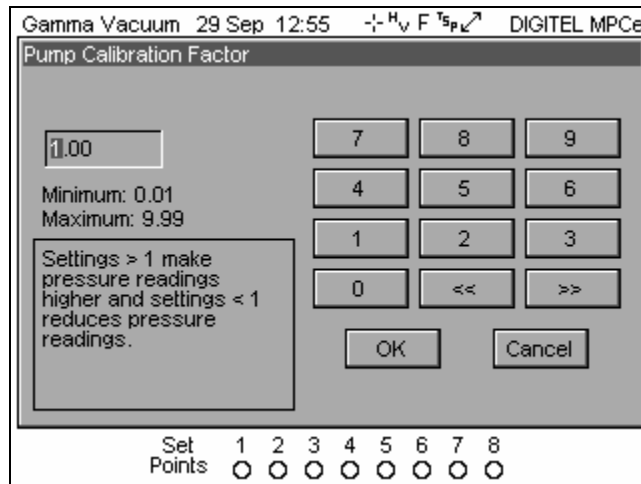 Gamma Vacuum 29 Sep 12:55 HV F TSP DIGITEL MPCe
Pump Calibration Factor
1.00
Minimum: 0.01
Maximum: 9.99
Settings > 1 make
pressure readings
higher and settings < 1
reduces pressure
readings.
7 8 9
4 5 6
1 2 3
0 << >>
OK Cancel
Set 1 2 3 4 5 6 7 8
Points